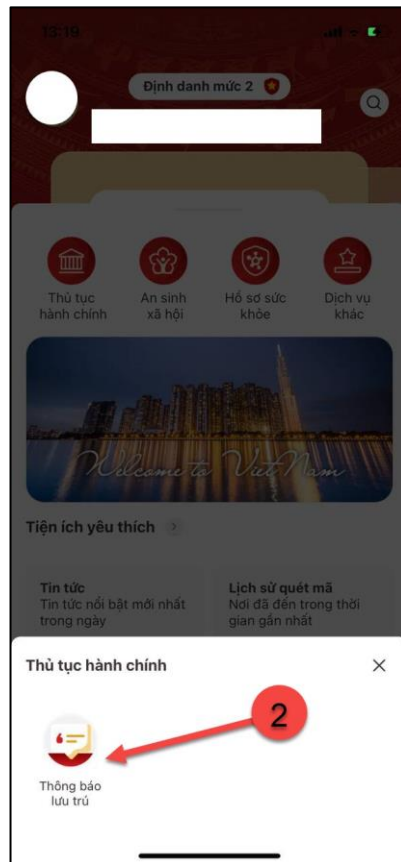 13:19
Định danh mức 2
Thủ tục
hành chính
An sinh
xã hội
Hồ sơ sức
khỏe
Dịch vụ
khác
Welcome to Viet Nam
Tiện ích yêu thích
Tin tức
Tin tức nổi bật mới nhất
trong ngày
Lịch sử quét mã
Nơi đã đến trong thời
gian gần nhất
Thủ tục hành chính
2
Thông báo
lưu trú